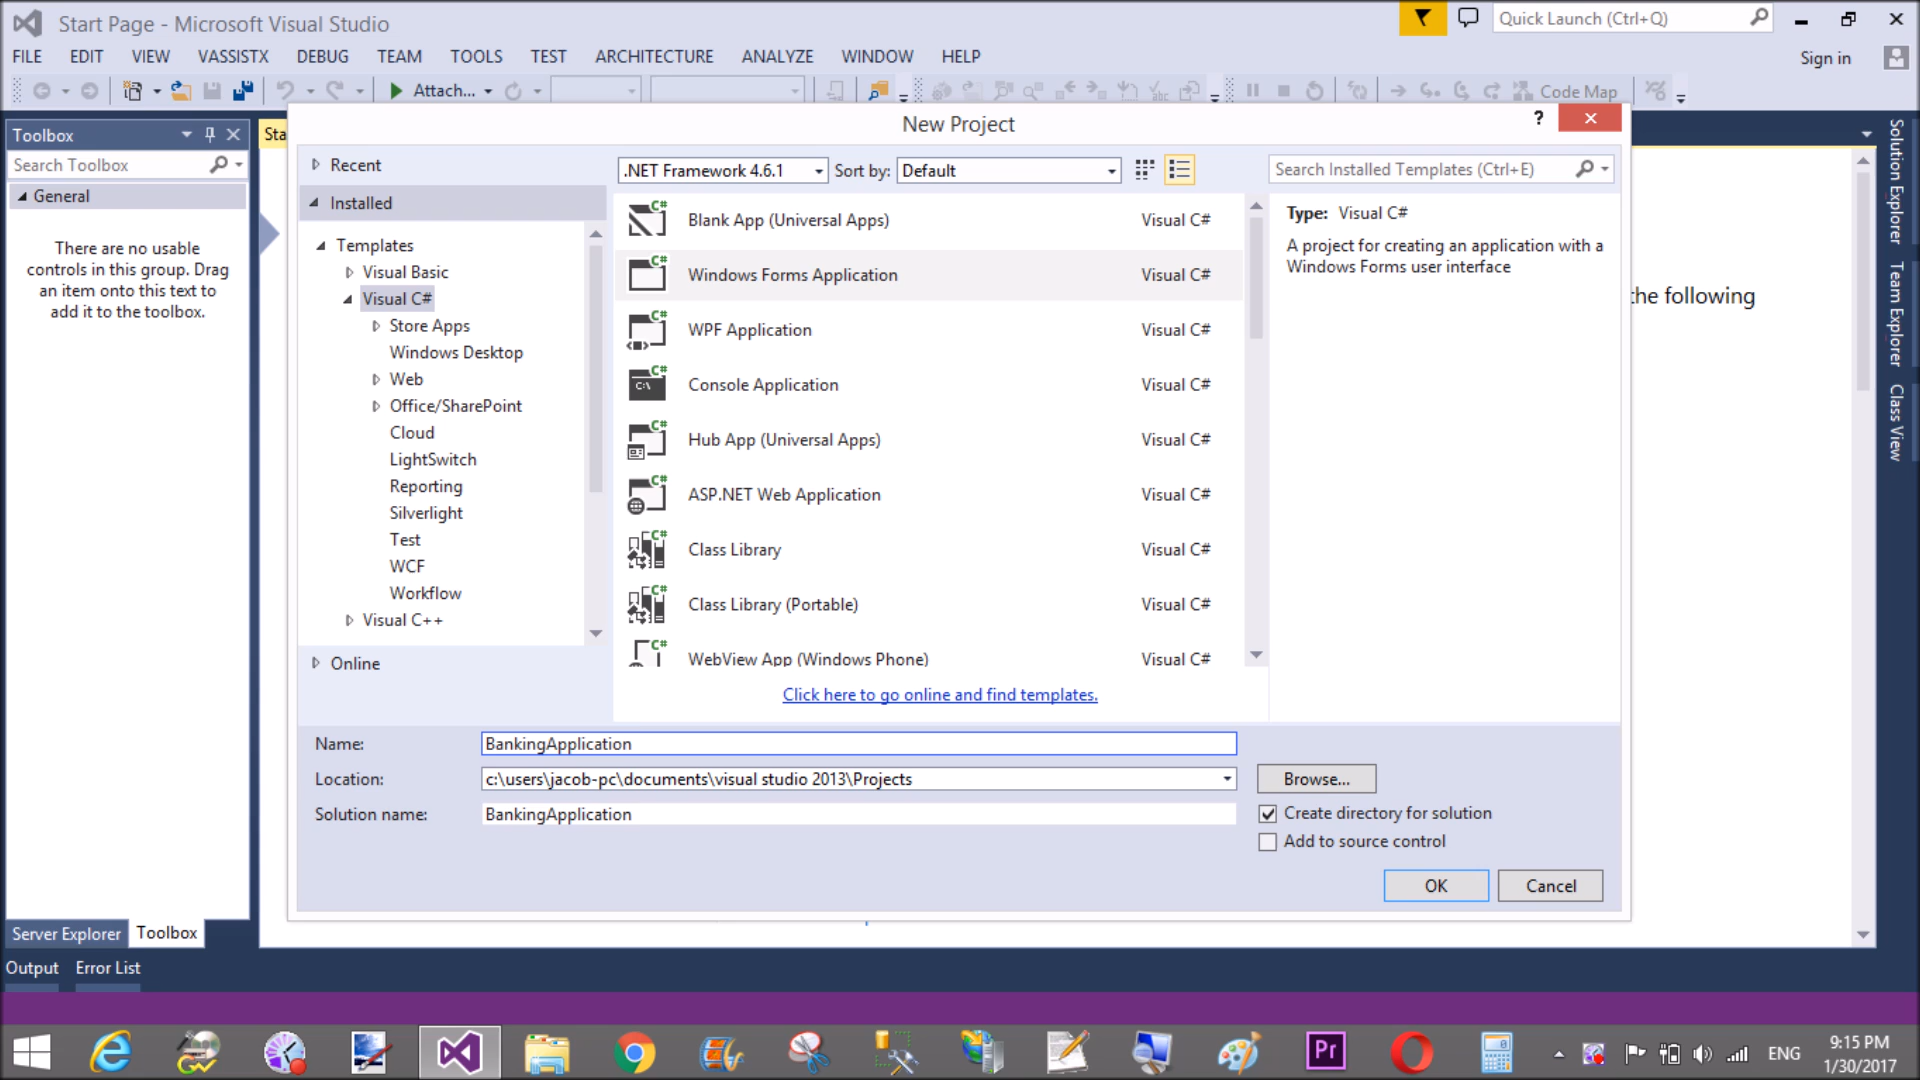 Start Page - Microsoft Visual Studio
Quick Launch (Ctrl+Q)
FILE EDIT VIEW VASSISTX DEBUG TEAM TOOLS TEST ARCHITECTURE ANALYZE WINDOW HELP
Sign in
Attach...
Code Map
Toolbox
Sta
New Project
?
Search Toolbox
General
There are no usable
controls in this group. Drag
an item onto this text to
add it to the toolbox.
Recent
Installed
Templates
Visual Basic
Visual C#
Store Apps
Windows Desktop
Web
Office/SharePoint
Cloud
LightSwitch
Reporting
Silverlight
Test
WCF
Workflow
Visual C++
Online
.NET Framework 4.6.1
Sort by: Default
Search Installed Templates (Ctrl+E)
Blank App (Universal Apps) Visual C#
Windows Forms Application Visual C#
WPF Application Visual C#
Console Application Visual C#
Hub App (Universal Apps) Visual C#
ASP.NET Web Application Visual C#
Class Library Visual C#
Class Library (Portable) Visual C#
WebView App (Windows Phone) Visual C#
Click here to go online and find templates.
Type: Visual C#
A project for creating an application with a
Windows Forms user interface
the following
Solution Explorer
Team Explorer
Class View
Name: BankingApplication
Location: c:\users\jacob-pc\documents\visual studio 2013\Projects
Browse...
Solution name: BankingApplication
Create directory for solution
Add to source control
OK
Cancel
Server Explorer Toolbox
Output Error List
Pr
ENG
9:15 PM
1/30/2017